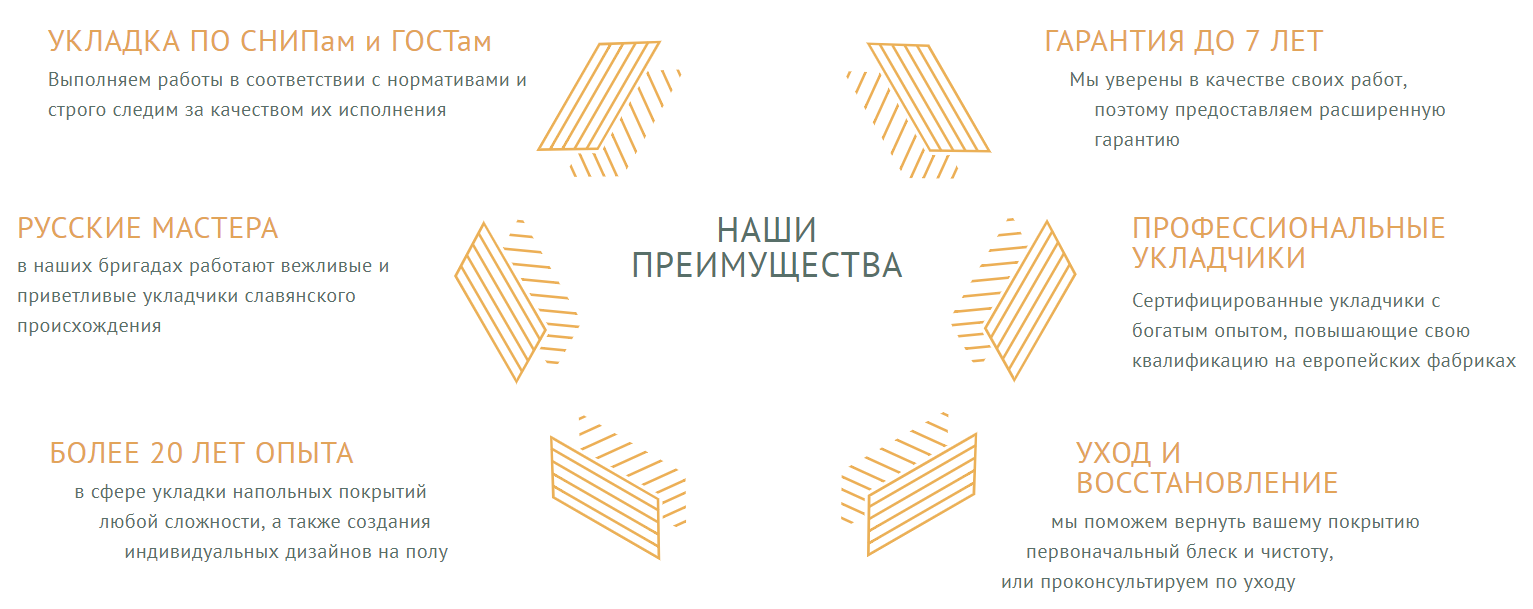 УКЛАДКА ПО СНИПам и ГОСТам
Выполняем работы в соответствии с нормативами и
строго следим за качеством их исполнения
ГАРАНТИЯ ДО 7 ЛЕТ
Мы уверены в качестве своих работ,
поэтому предоставляем расширенную
гарантию
РУССКИЕ МАСТЕРА
в наших бригадах работают вежливые и
приветливые укладчики славянского
происхождения
НАШИ
ПРЕИМУЩЕСТВА
ПРОФЕССИОНАЛЬНЫЕ
УКЛАДЧИКИ
Сертифицированные укладчики с
богатым опытом, повышающие свою
квалификацию на европейских фабриках
БОЛЕЕ 20 ЛЕТ ОПЫТА
в сфере укладки напольных покрытий
любой сложности, а также создания
индивидуальных дизайнов на полу
УХОД И
ВОССТАНОВЛЕНИЕ
мы поможем вернуть вашему покрытию
первоначальный блеск и чистоту,
или проконсультируем по уходу